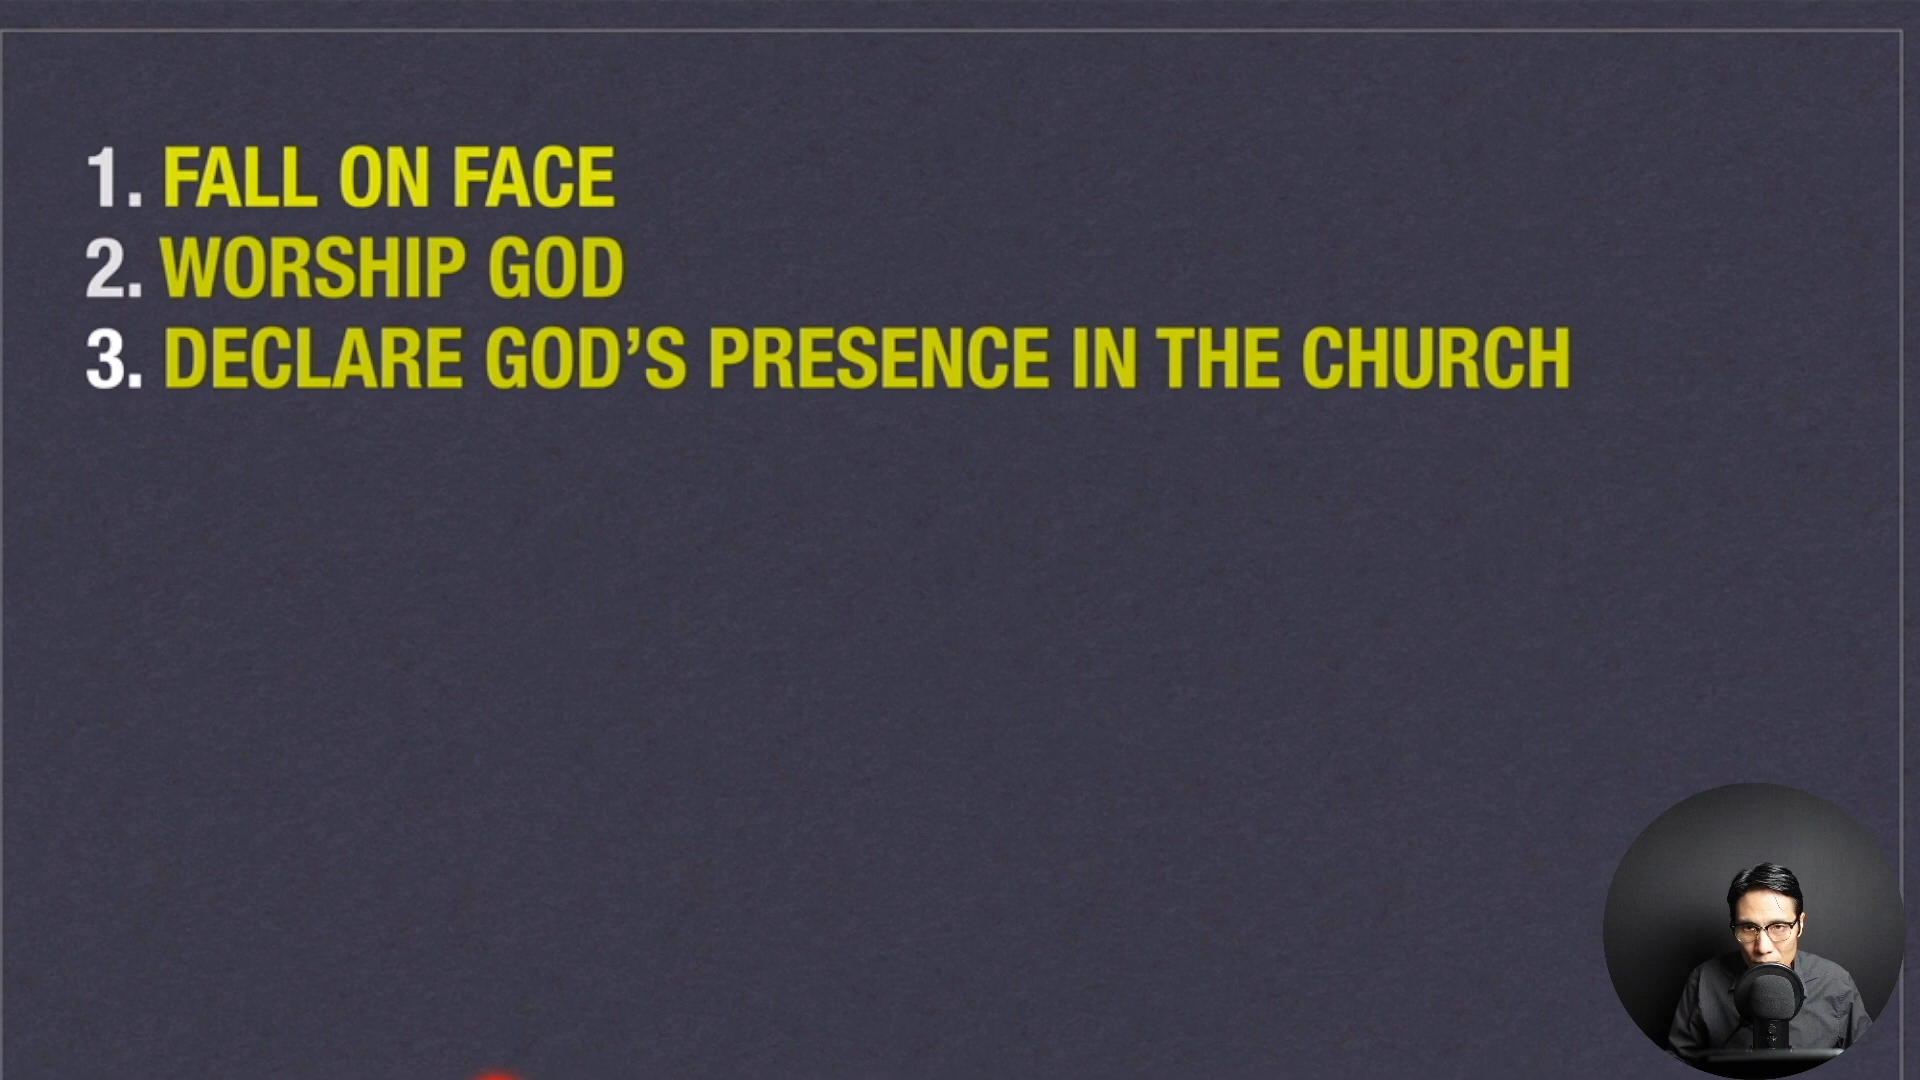 1. FALL ON FACE
2. WORSHIP GOD
3. DECLARE GOD’S PRESENCE IN THE CHURCH